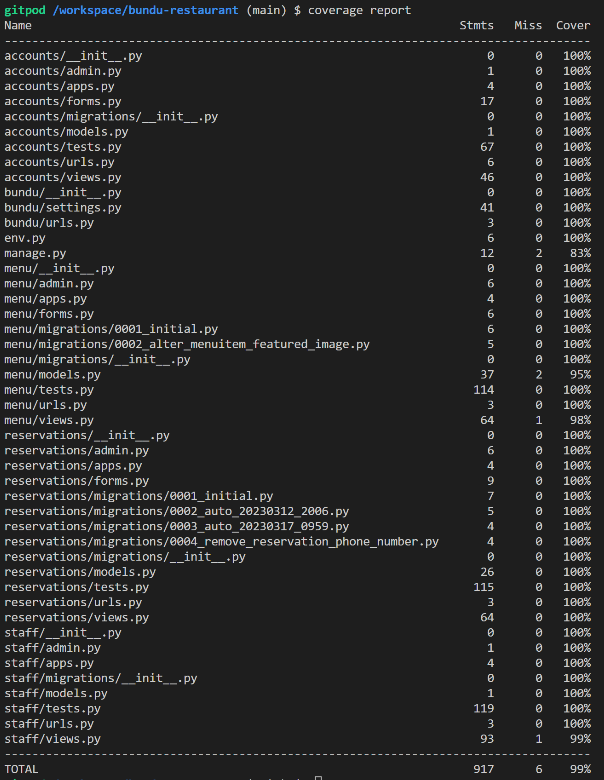 gitpod /workspace/bundu-restaurant (main) $ coverage report
Name Stmts Miss Cover
--------------------------------------------------------------------------------
accounts/__init__.py 0 0 100%
accounts/admin.py 1 0 100%
accounts/apps.py 4 0 100%
accounts/forms.py 17 0 100%
accounts/migrations/__init__.py 0 0 100%
accounts/models.py 1 0 100%
accounts/tests.py 67 0 100%
accounts/urls.py 6 0 100%
accounts/views.py 46 0 100%
bundu/__init__.py 0 0 100%
bundu/settings.py 41 0 100%
bundu/urls.py 3 0 100%
env.py 6 0 100%
manage.py 12 2 83%
menu/__init__.py 0 0 100%
menu/admin.py 6 0 100%
menu/apps.py 4 0 100%
menu/forms.py 6 0 100%
menu/migrations/0001_initial.py 6 0 100%
menu/migrations/0002_alter_menuitem_featured_image.py 5 0 100%
menu/migrations/__init__.py 0 0 100%
menu/models.py 37 2 95%
menu/tests.py 114 0 100%
menu/urls.py 3 0 100%
menu/views.py 64 1 98%
reservations/__init__.py 0 0 100%
reservations/admin.py 6 0 100%
reservations/apps.py 4 0 100%
reservations/forms.py 9 0 100%
reservations/migrations/0001_initial.py 7 0 100%
reservations/migrations/0002_auto_20230312_2006.py 5 0 100%
reservations/migrations/0003_auto_20230317_0959.py 4 0 100%
reservations/migrations/0004_remove_reservation_phone_number.py 4 0 100%
reservations/migrations/__init__.py 0 0 100%
reservations/models.py 26 0 100%
reservations/tests.py 115 0 100%
reservations/urls.py 3 0 100%
reservations/views.py 64 0 100%
staff/__init__.py 0 0 100%
staff/admin.py 1 0 100%
staff/apps.py 4 0 100%
staff/migrations/__init__.py 0 0 100%
staff/models.py 1 0 100%
staff/tests.py 119 0 100%
staff/urls.py 3 0 100%
staff/views.py 93 1 99%
--------------------------------------------------------------------------------
TOTAL 917 6 99%